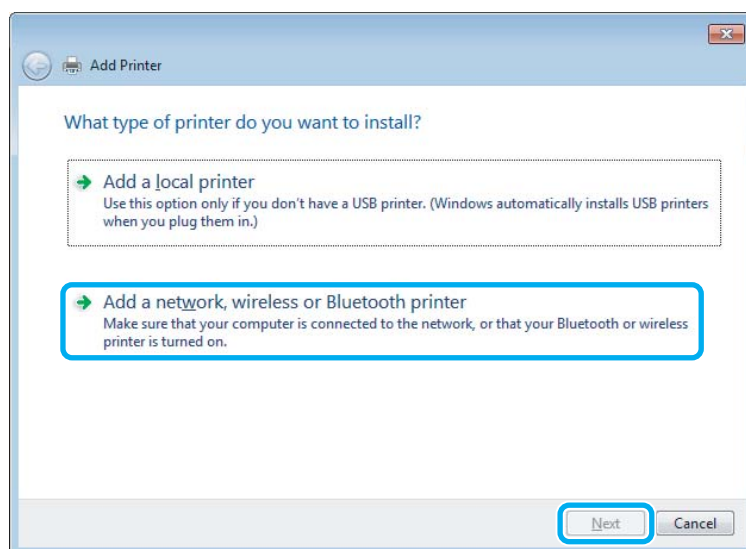 Add Printer
What type of printer do you want to install?
Add a local printer
Use this option only if you don't have a USB printer. (Windows automatically installs USB printers
when you plug them in.)
Add a network, wireless or Bluetooth printer
Make sure that your computer is connected to the network, or that your Bluetooth or wireless
printer is turned on.
Next
Cancel